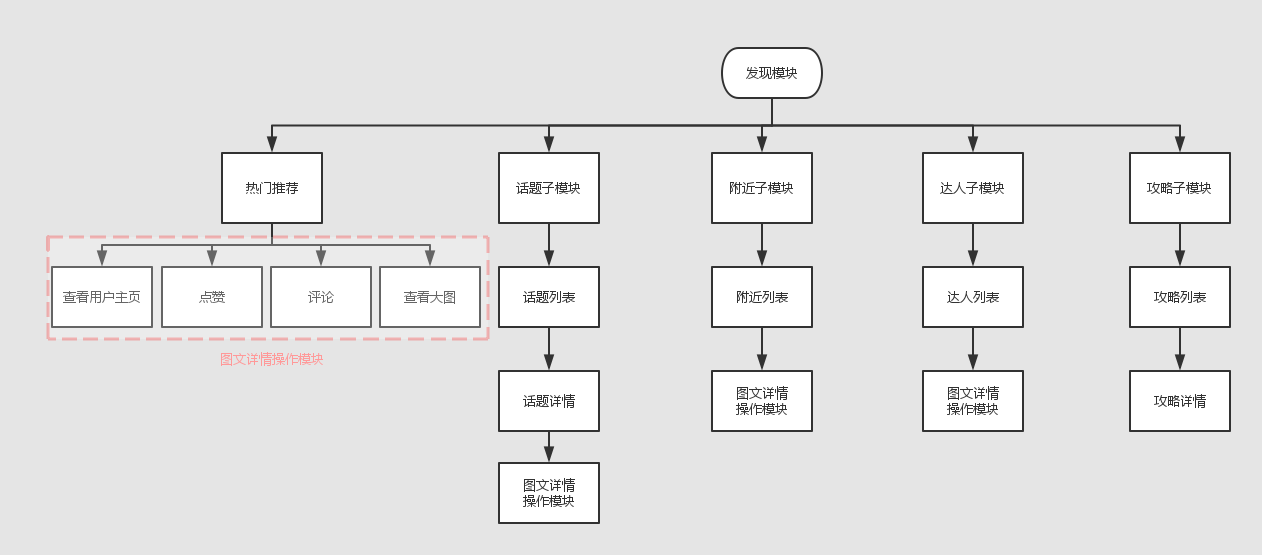 发现模块
热门推荐
话题子模块
附近子模块
达人子模块
攻略子模块
查看用户主页
点赞
评论
查看大图
话题列表
附近列表
达人列表
攻略列表
图文详情操作模块
话题详情
图文详情
操作模块
图文详情
操作模块
攻略详情
图文详情
操作模块